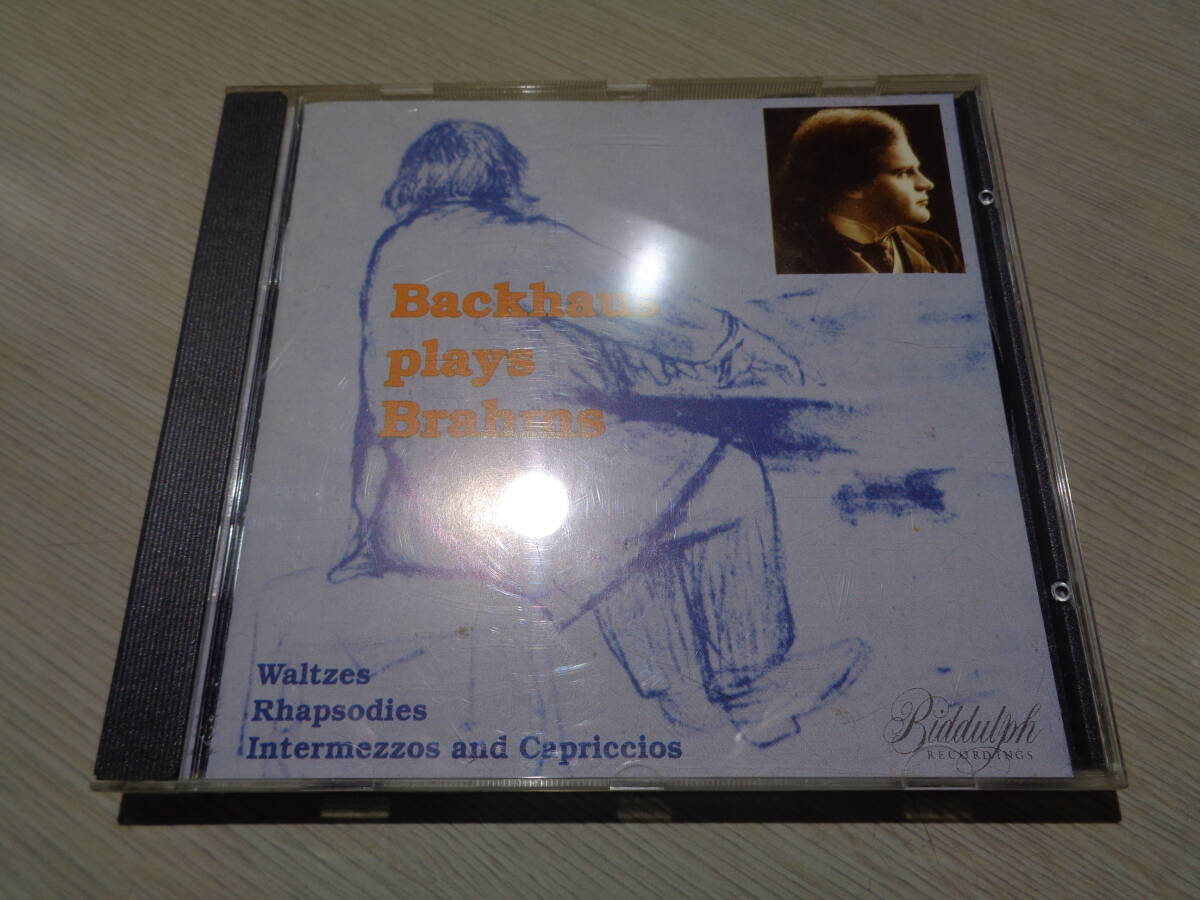 Backhaus
plays
Brahms
Waltzes
Rhapsodies
Intermezzos and Capriccios
Biddulph
RECORDINGS